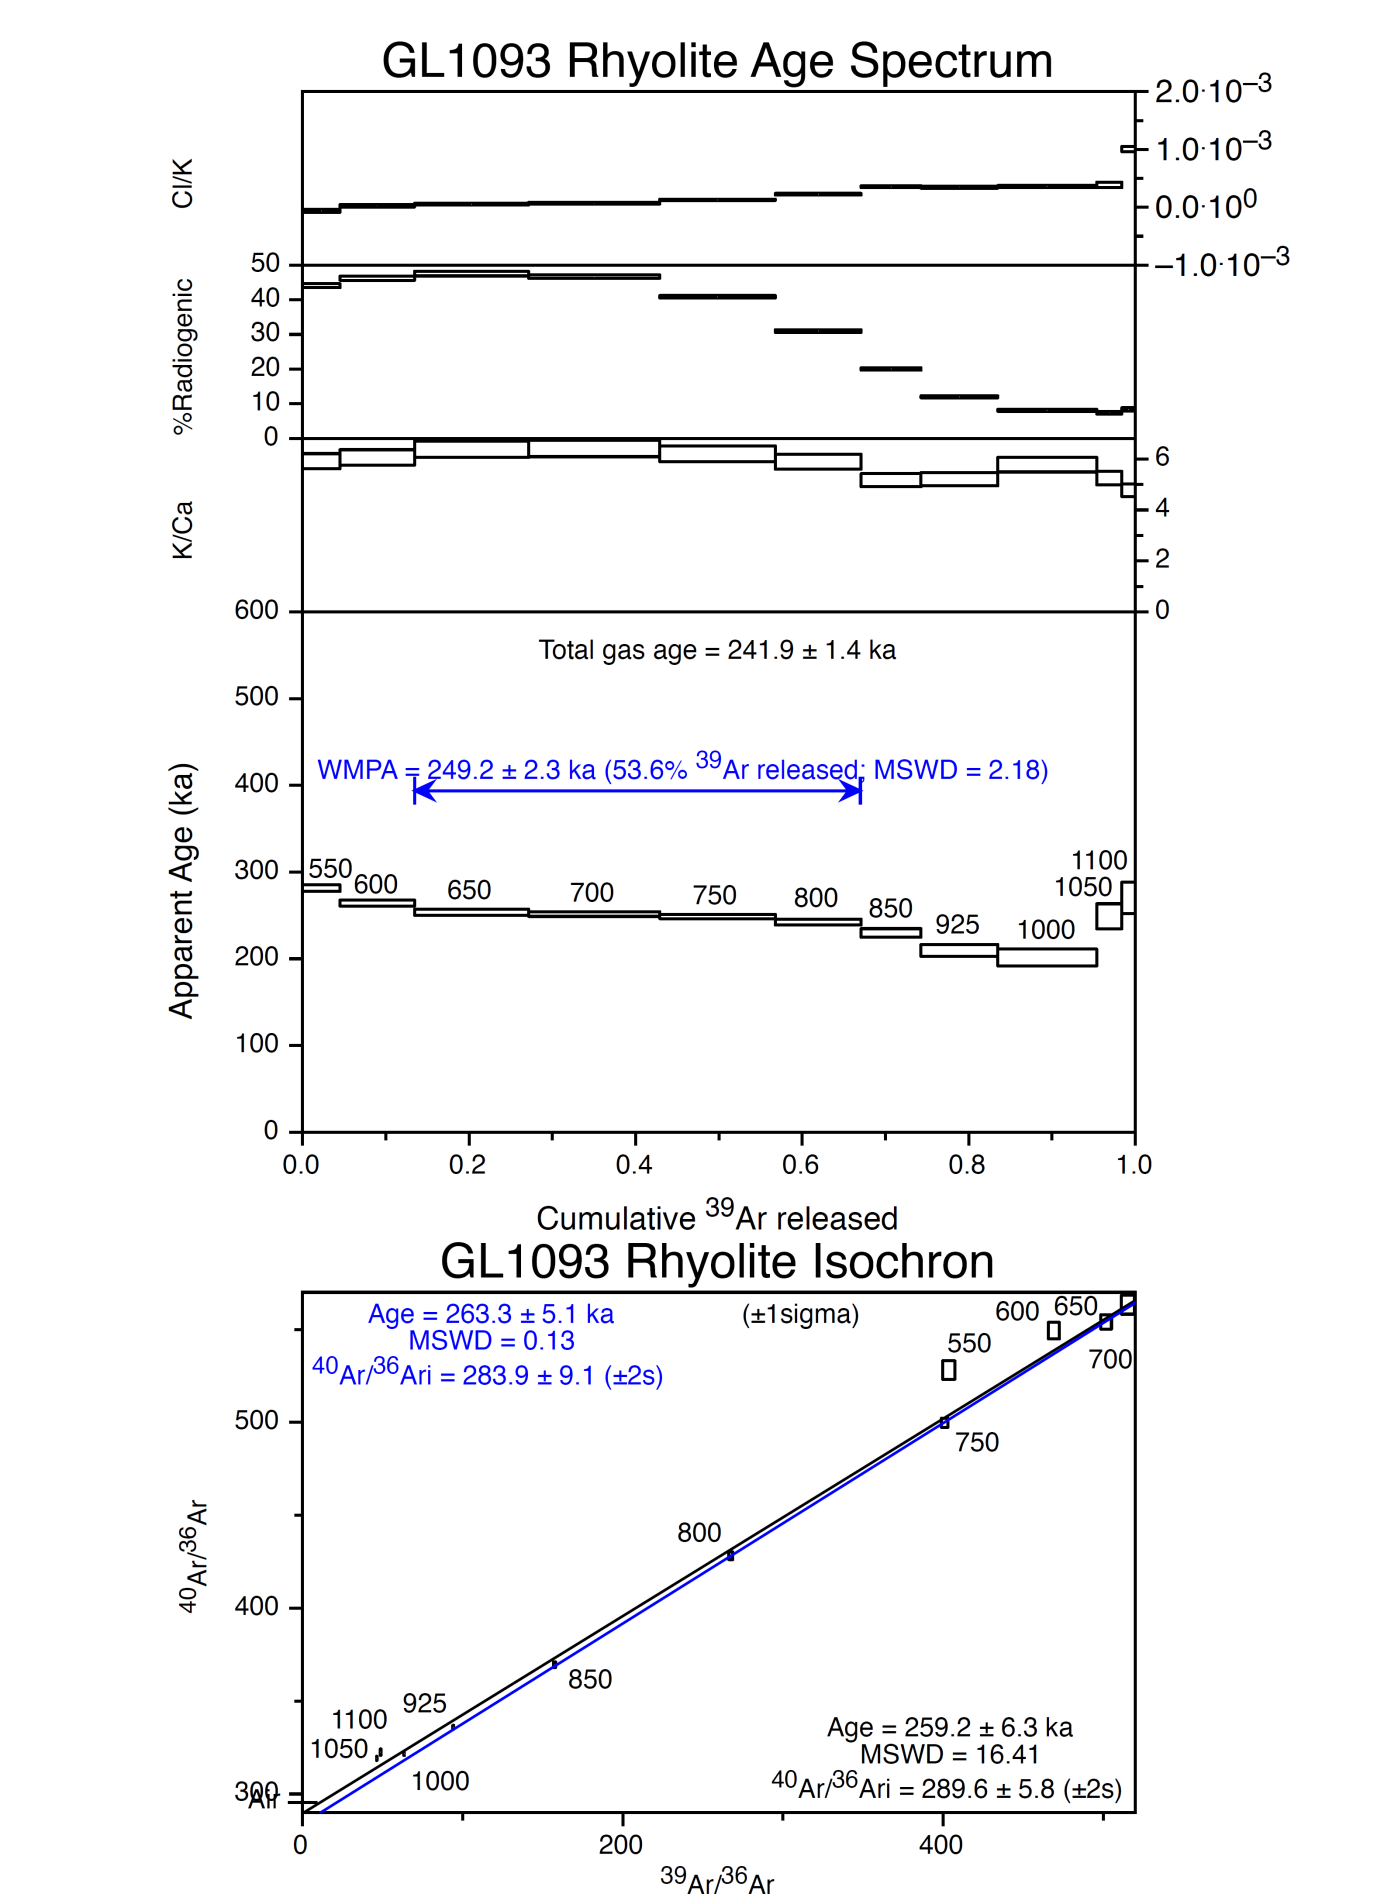 GL1093 Rhyolite Age Spectrum
2.0·10⁻³
1.0·10⁻³
0.0·10⁰
–1.0·10⁻³
Cl/K
50
40
30
20
10
0
%Radiogenic
6
4
2
0
K/Ca
600
500
400
300
200
100
0
Apparent Age (ka)
Total gas age = 241.9 ± 1.4 ka
WMPA = 249.2 ± 2.3 ka (53.6% ³⁹Ar released; MSWD = 2.18)
550
600
650
700
750
800
850
925
1000
1050
1100
0.0
0.2
0.4
0.6
0.8
1.0
Cumulative ³⁹Ar released
GL1093 Rhyolite Isochron
Age = 263.3 ± 5.1 ka
MSWD = 0.13
⁴⁰Ar/³⁶Ari = 283.9 ± 9.1 (±2s)
(±1sigma)
600
650
550
700
750
800
850
925
1100
1050
1000
500
400
300
Air
⁴⁰Ar/³⁶Ar
Age = 259.2 ± 6.3 ka
MSWD = 16.41
⁴⁰Ar/³⁶Ari = 289.6 ± 5.8 (±2s)
0
200
400
³⁹Ar/³⁶Ar